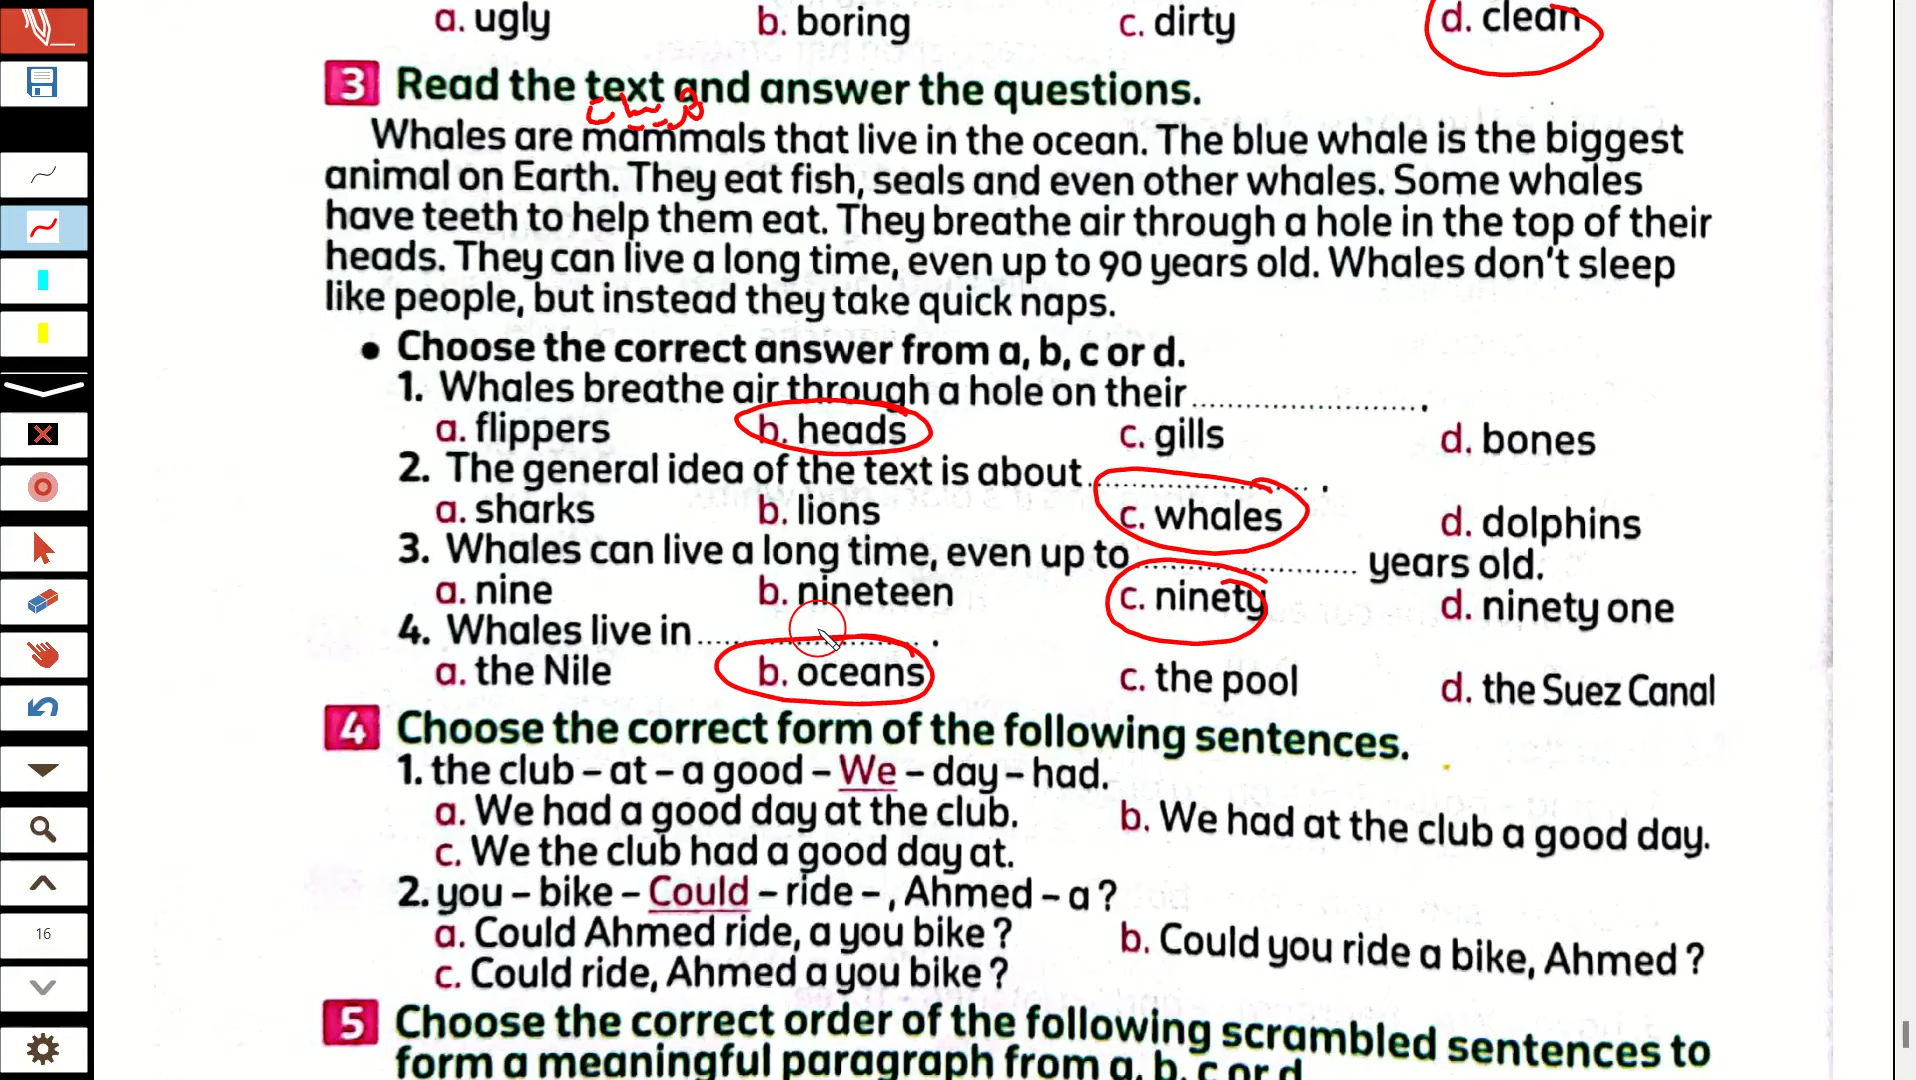 a. ugly b. boring c. dirty d. clean
3 Read the text and answer the questions.
Whales are mammals that live in the ocean. The blue whale is the biggest
animal on Earth. They eat fish, seals and even other whales. Some whales
have teeth to help them eat. They breathe air through a hole in the top of their
heads. They can live a long time, even up to 90 years old. Whales don't sleep
like people, but instead they take quick naps.
• Choose the correct answer from a, b, c or d.
1. Whales breathe air through a hole on their ........................ .
a. flippers b. heads c. gills d. bones
2. The general idea of the text is about ........................ .
a. sharks b. lions c. whales d. dolphins
3. Whales can live a long time, even up to ........................ years old.
a. nine b. nineteen c. ninety d. ninety one
4. Whales live in ........................ .
a. the Nile b. oceans c. the pool d. the Suez Canal
4 Choose the correct form of the following sentences.
1. the club – at – a good – We – day – had.
a. We had a good day at the club. b. We had at the club a good day.
c. We the club had a good day at.
2. you – bike – Could – ride – , Ahmed – a ?
a. Could Ahmed ride, a you bike ? b. Could you ride a bike, Ahmed ?
c. Could ride, Ahmed a you bike ?
5 Choose the correct order of the following scrambled sentences to
form a meaningful paragraph from a, b, c or d
16